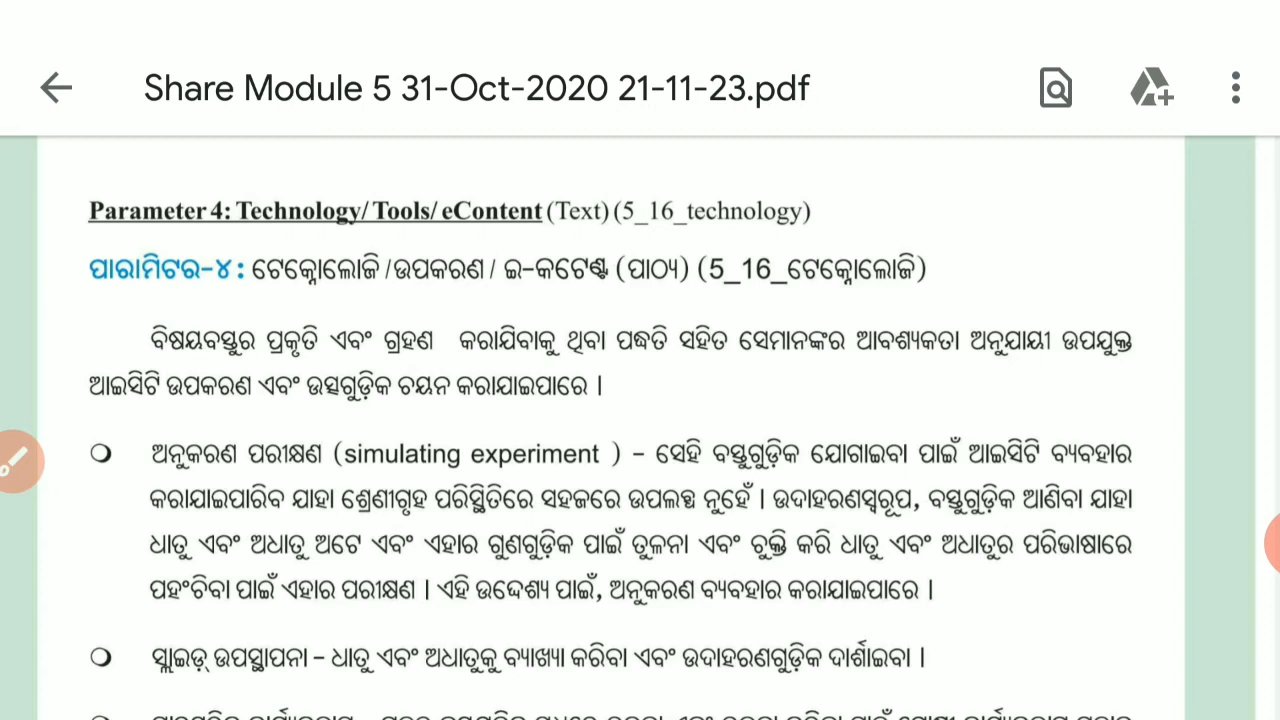 Share Module 5 31-Oct-2020 21-11-23.pdf
Parameter 4: Technology/ Tools/ eContent (Text) (5_16_technology)
ପାରାମିଟର-୪ : ଟେକ୍ନୋଲୋଜି /ଉପକରଣ / ଇ-କଟେଣ୍ଟ (ପାଠ୍ୟ) (5_16_ଟେକ୍ନୋଲୋଜି)
ବିଷୟବସ୍ତୁର ପ୍ରକୃତି ଏବଂ ଗ୍ରହଣ କରାଯିବାକୁ ଥିବା ପଦ୍ଧତି ସହିତ ସେମାନଙ୍କର ଆବଶ୍ୟକତା ଅନୁଯାୟୀ ଉପଯୁକ୍ତ
ଆଇସିଟି ଉପକରଣ ଏବଂ ଉତ୍ସଗୁଡ଼ିକ ଚୟନ କରାଯାଇପାରେ ।
ଅନୁକରଣ ପରୀକ୍ଷଣ (simulating experiment ) – ସେହି ବସ୍ତୁଗୁଡ଼ିକ ଯୋଗାଇବା ପାଇଁ ଆଇସିଟି ବ୍ୟବହାର
କରାଯାଇପାରିବ ଯାହା ଶ୍ରେଣୀଗୃହ ପରିସ୍ଥିତିରେ ସହଜରେ ଉପଲବ୍ଧ ନୁହେଁ । ଉଦାହରଣସ୍ୱରୂପ, ବସ୍ତୁଗୁଡ଼ିକ ଆଣିବା ଯାହା
ଧାତୁ ଏବଂ ଅଧାତୁ ଅଟେ ଏବଂ ଏହାର ଗୁଣଗୁଡ଼ିକ ପାଇଁ ତୁଳନା ଏବଂ ଚୁକ୍ତି କରି ଧାତୁ ଏବଂ ଅଧାତୁର ପରିଭାଷାରେ
ପହଂଚିବା ପାଇଁ ଏହାର ପରୀକ୍ଷଣ । ଏହି ଉଦ୍ଦେଶ୍ୟ ପାଇଁ, ଅନୁକରଣ ବ୍ୟବହାର କରାଯାଇପାରେ ।
ସ୍ଲାଇଡ଼୍ ଉପସ୍ଥାପନା – ଧାତୁ ଏବଂ ଅଧାତୁକୁ ବ୍ୟାଖ୍ୟା କରିବା ଏବଂ ଉଦାହରଣଗୁଡ଼ିକ ଦାର୍ଶାଇବା ।